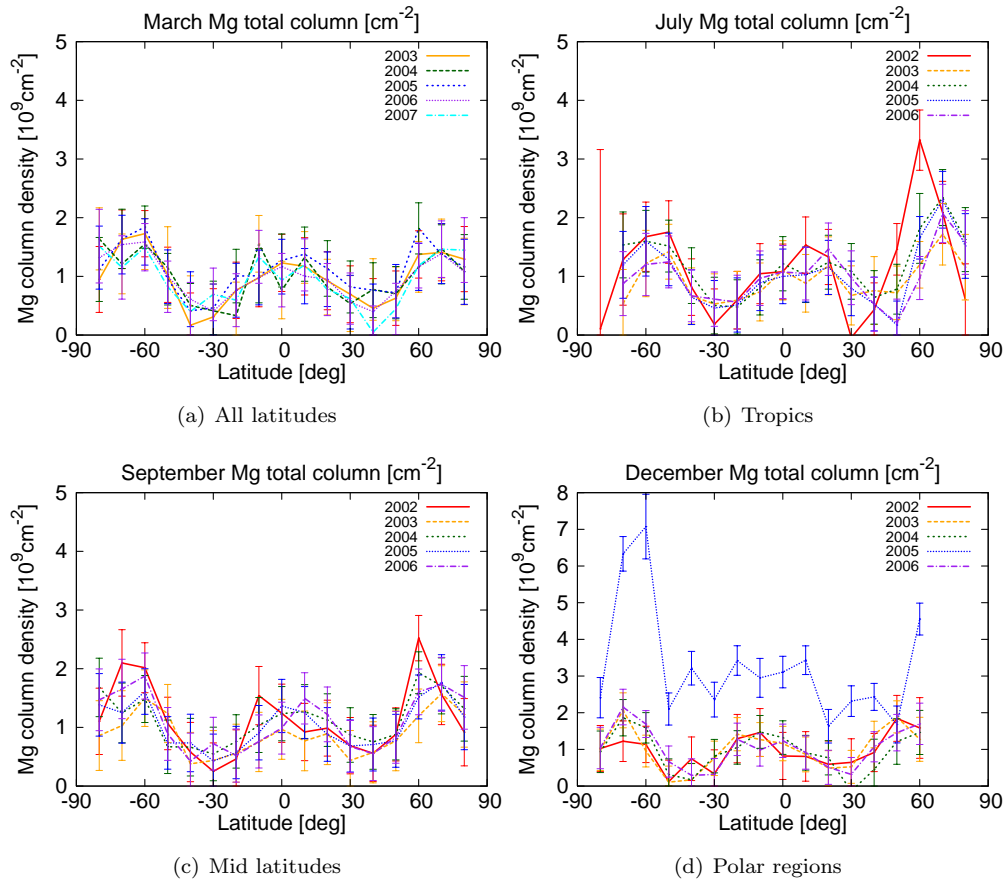 March Mg total column [cm-2]
Mg column density [10^9cm-2]
5
4
3
2
1
0
-90 -60 -30 0 30 60 90
Latitude [deg]
2003
2004
2005
2006
2007
(a) All latitudes
July Mg total column [cm-2]
Mg column density [10^9cm-2]
5
4
3
2
1
0
-90 -60 -30 0 30 60 90
Latitude [deg]
2002
2003
2004
2005
2006
(b) Tropics
September Mg total column [cm-2]
Mg column density [10^9cm-2]
5
4
3
2
1
0
-90 -60 -30 0 30 60 90
Latitude [deg]
2002
2003
2004
2005
2006
(c) Mid latitudes
December Mg total column [cm-2]
Mg column density [10^9cm-2]
8
7
6
5
4
3
2
1
0
-90 -60 -30 0 30 60 90
Latitude [deg]
2002
2003
2004
2005
2006
(d) Polar regions